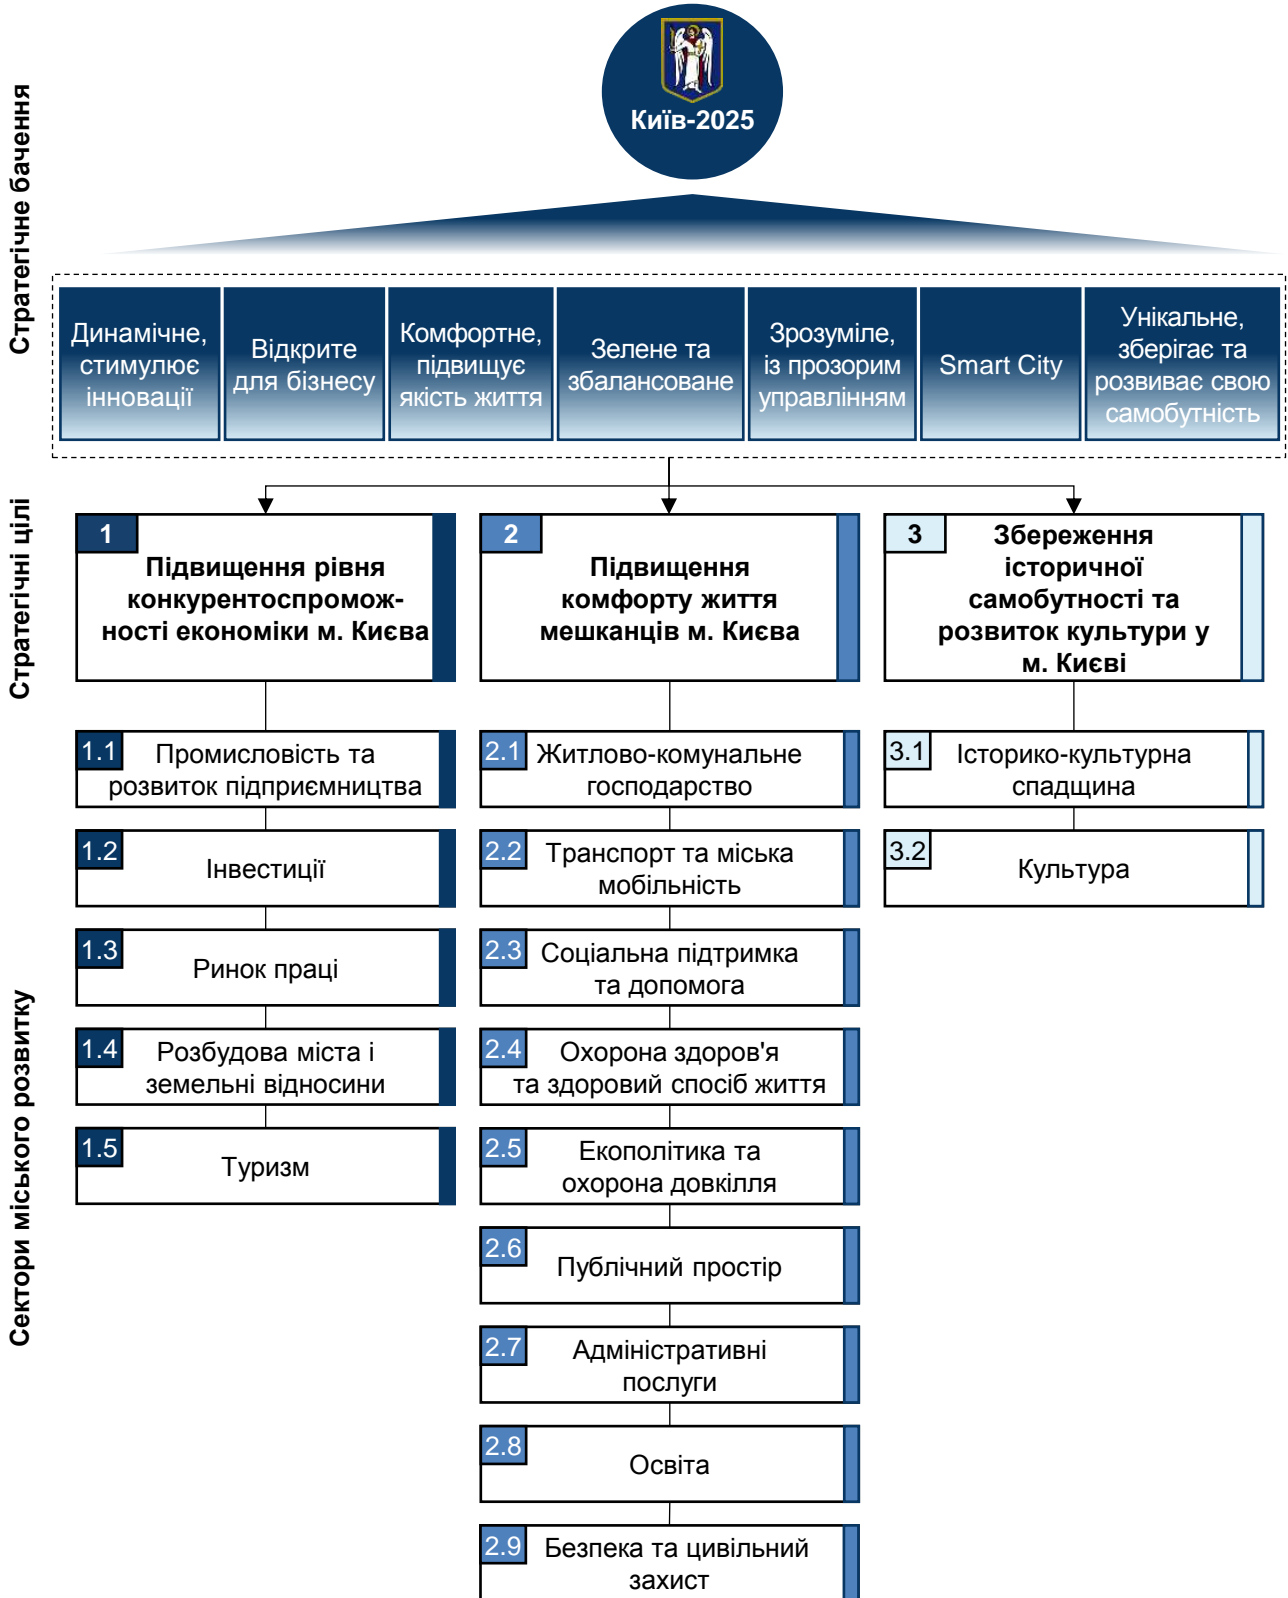 Київ-2025
Стратегічне бачення
Динамічне,
стимулює
інновації
Відкрите
для бізнесу
Комфортне,
підвищує
якість життя
Зелене та
збалансоване
Зрозуміле,
із прозорим
управлінням
Smart City
Унікальне,
зберігає та
розвиває свою
самобутність
Стратегічні цілі
1
Підвищення рівня
конкурентоспромож-
ності економіки м. Києва
2
Підвищення
комфорту життя
мешканців м. Києва
3
Збереження
історичної
самобутності та
розвиток культури у
м. Києві
Сектори міського розвитку
1.1
Промисловість та
розвиток підприємництва
1.2
Інвестиції
1.3
Ринок праці
1.4
Розбудова міста і
земельні відносини
1.5
Туризм
2.1
Житлово-комунальне
господарство
2.2
Транспорт та міська
мобільність
2.3
Соціальна підтримка
та допомога
2.4
Охорона здоров'я
та здоровий спосіб життя
2.5
Екополітика та
охорона довкілля
2.6
Публічний простір
2.7
Адміністративні
послуги
2.8
Освіта
2.9
Безпека та цивільний
захист
3.1
Історико-культурна
спадщина
3.2
Культура